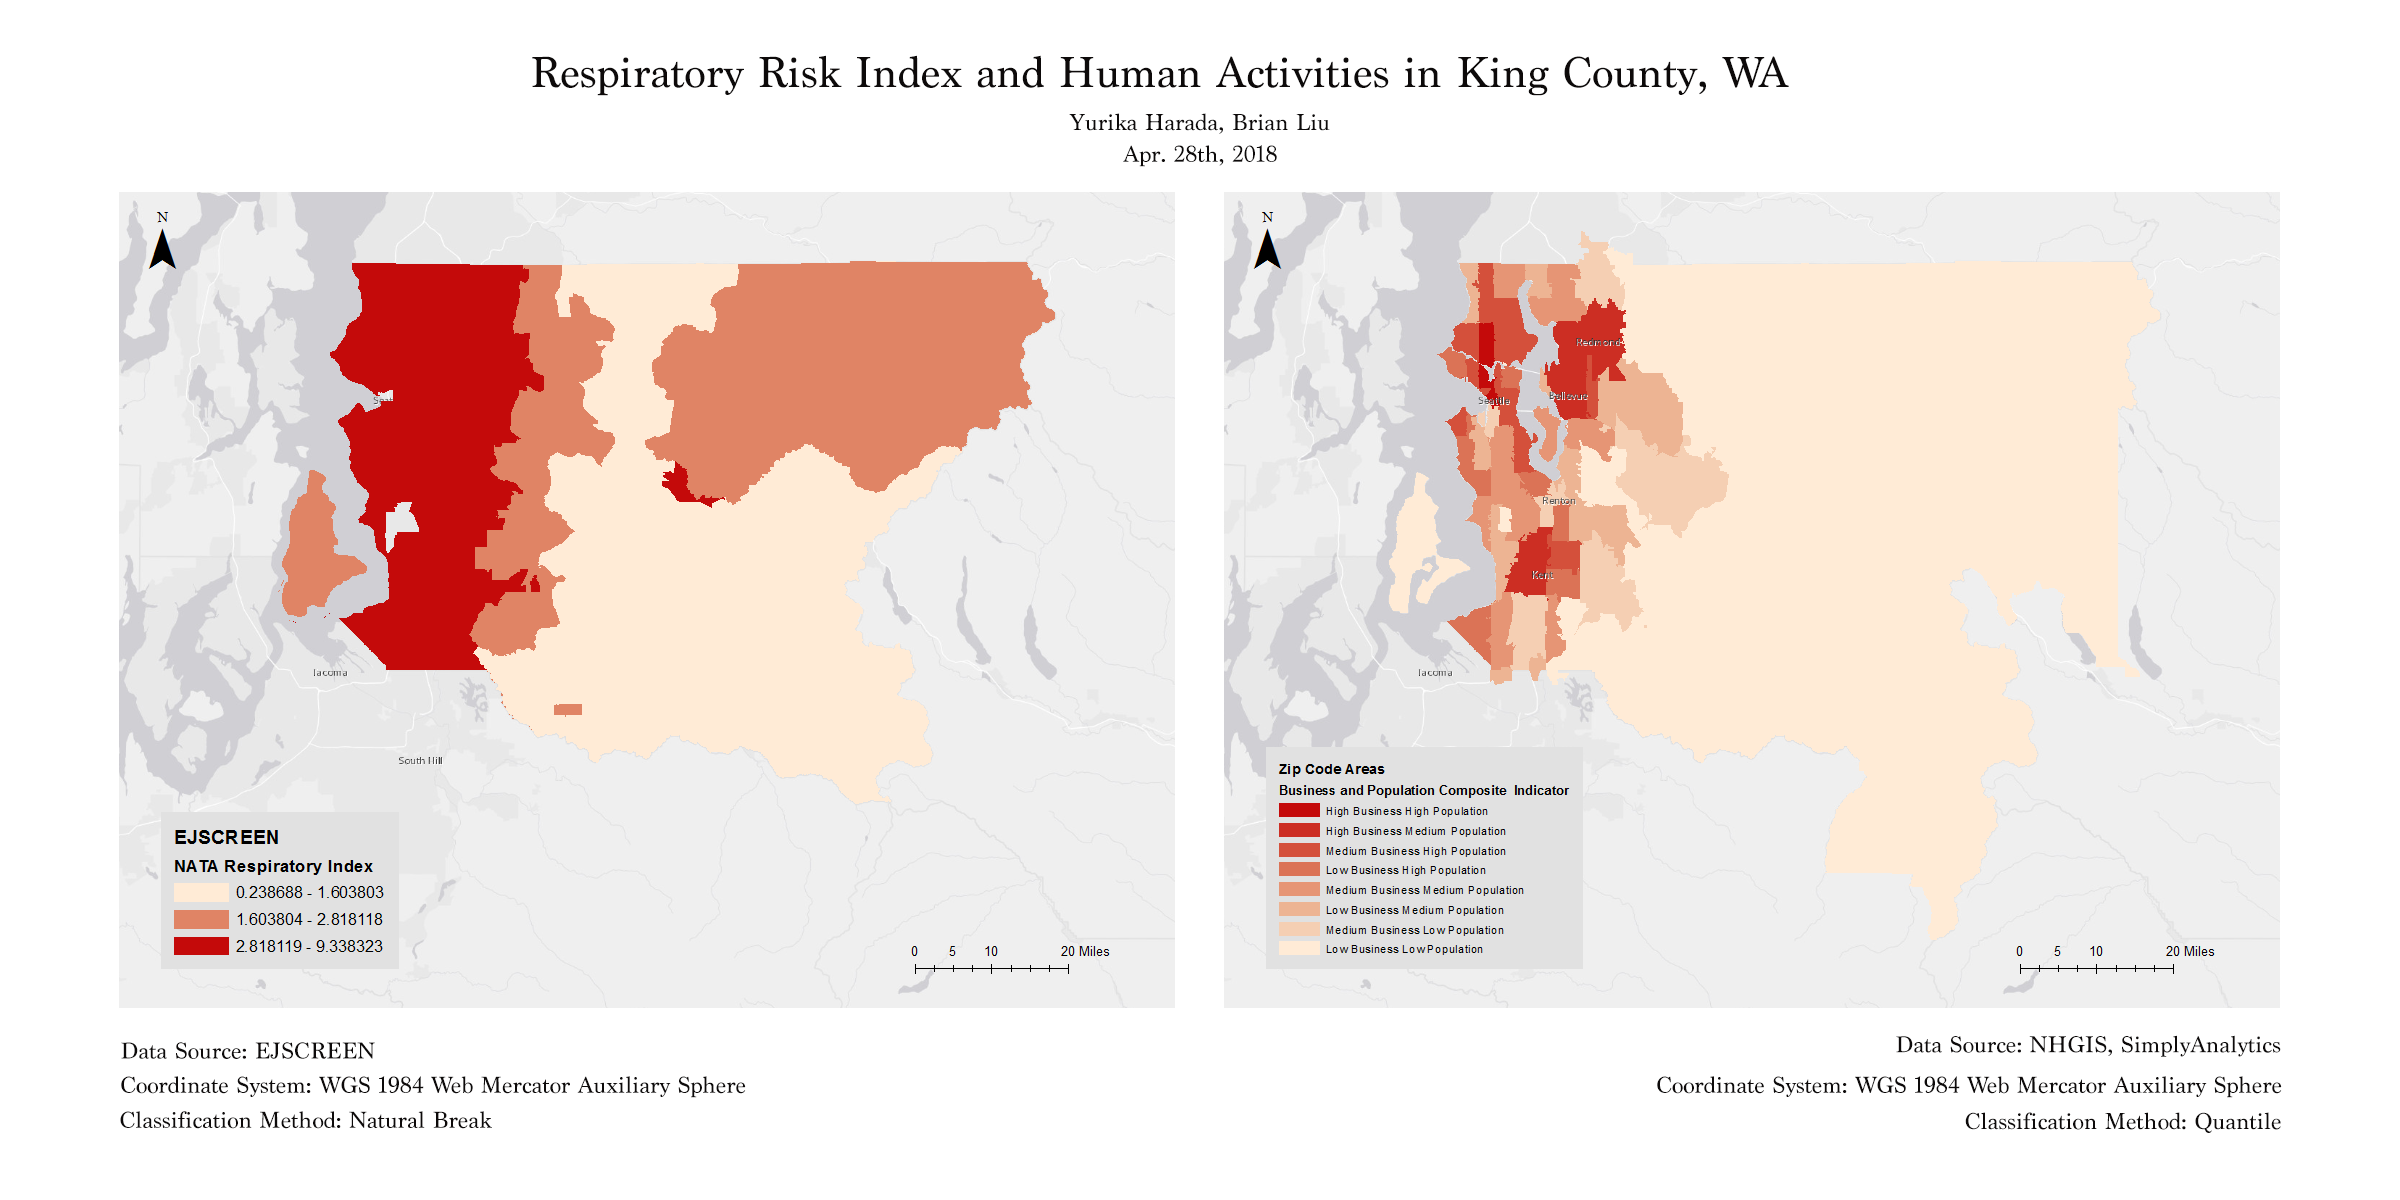 Respiratory Risk Index and Human Activities in King County, WA
Yurika Harada, Brian Liu
Apr. 28th, 2018
N
Seat
Tacoma
South Hill
EJSCREEN
NATA Respiratory Index
0.238688 - 1.603803
1.603804 - 2.818118
2.818119 - 9.338323
0 5 10 20 Miles
N
Redmond
Bellevue
Seattle
Renton
Kent
Tacoma
Zip Code Areas
Business and Population Composite Indicator
High Business High Population
High Business Medium Population
Medium Business High Population
Low Business High Population
Medium Business Medium Population
Low Business Medium Population
Medium Business Low Population
Low Business Low Population
0 5 10 20 Miles
Data Source: EJSCREEN
Coordinate System: WGS 1984 Web Mercator Auxiliary Sphere
Classification Method: Natural Break
Data Source: NHGIS, SimplyAnalytics
Coordinate System: WGS 1984 Web Mercator Auxiliary Sphere
Classification Method: Quantile